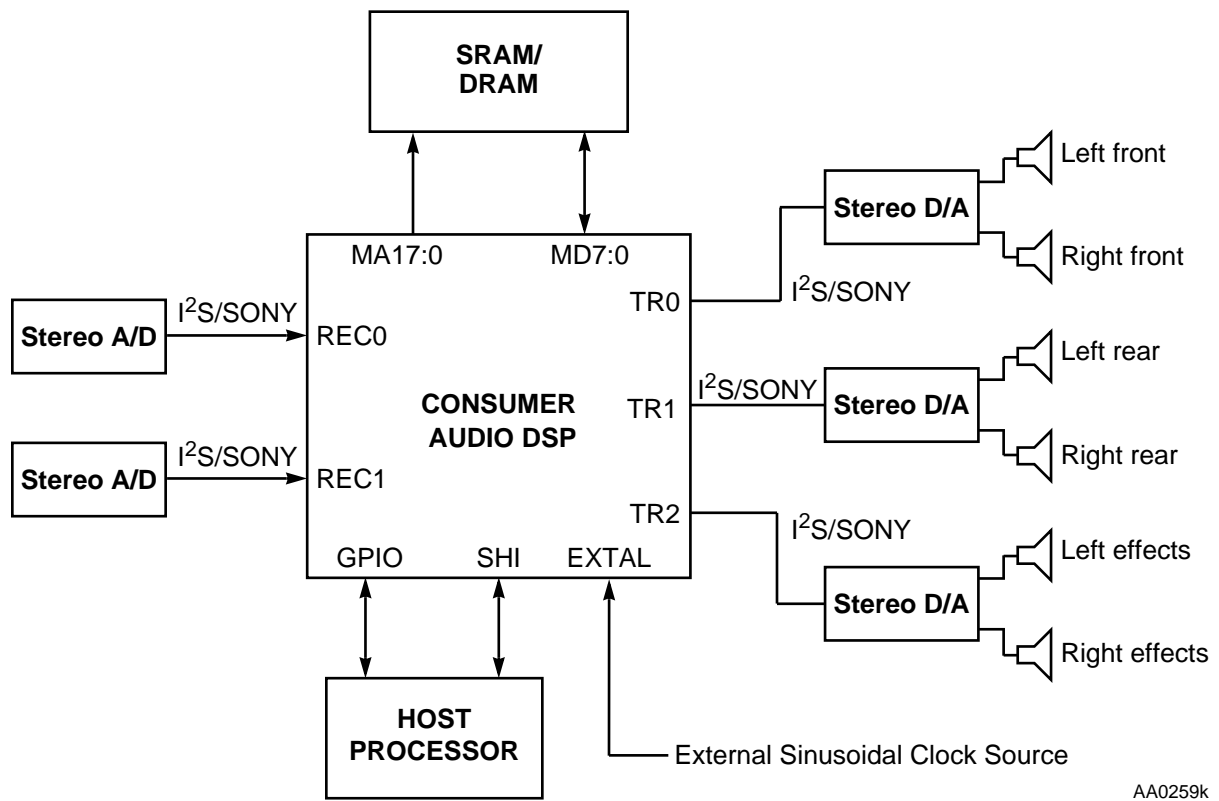 SRAM/
DRAM
MA17:0
MD7:0
Stereo A/D
I²S/SONY
REC0
Stereo A/D
I²S/SONY
REC1
CONSUMER
AUDIO DSP
TR0
I²S/SONY
Stereo D/A
Left front
Right front
TR1
I²S/SONY
Stereo D/A
Left rear
Right rear
TR2
I²S/SONY
Stereo D/A
Left effects
Right effects
GPIO
SHI
EXTAL
HOST
PROCESSOR
External Sinusoidal Clock Source
AA0259k